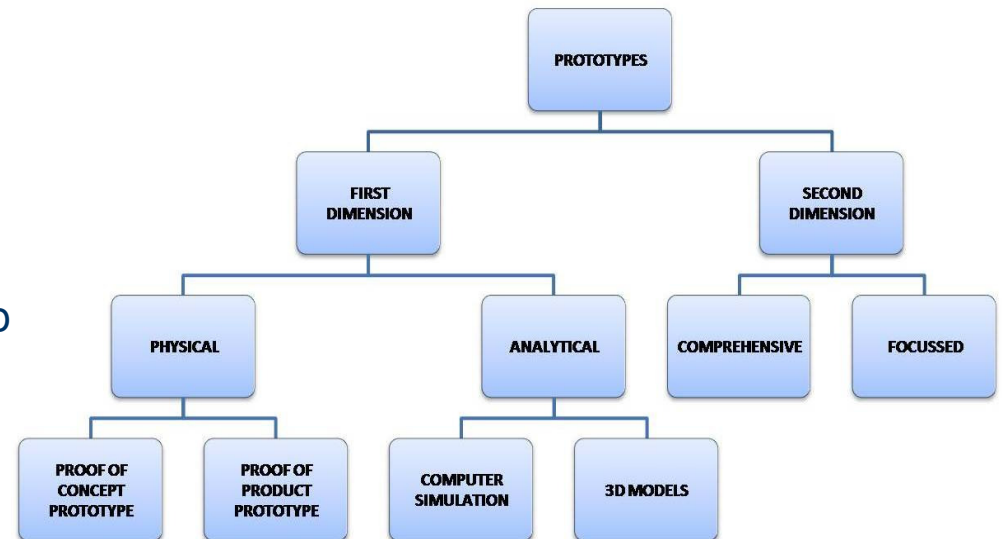 PROTOTYPES
FIRST
DIMENSION
SECOND
DIMENSION
PHYSICAL
ANALYTICAL
COMPREHENSIVE
FOCUSSED
PROOF OF
CONCEPT
PROTOTYPE
PROOF OF
PRODUCT
PROTOTYPE
COMPUTER
SIMULATION
3D MODELS